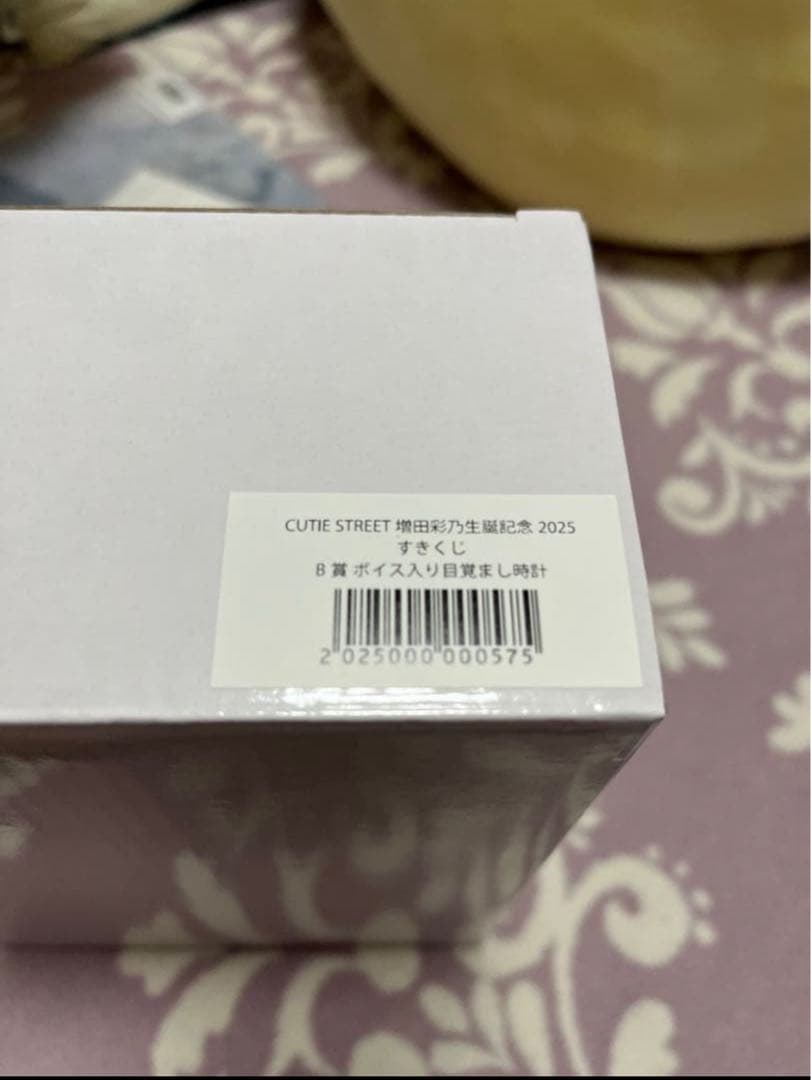 CUTIE STREET 増田彩乃生誕記念 2025
すきくじ
B 賞 ボイス入り目覚まし時計
2 025000 000575